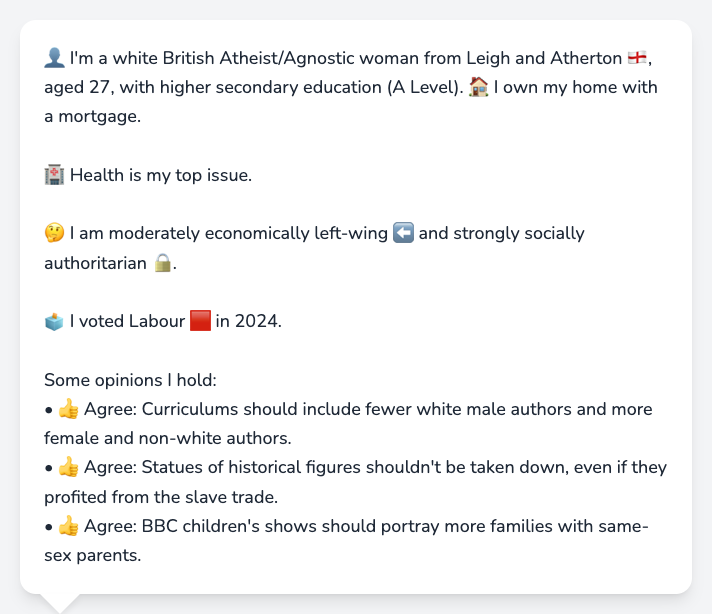 👤 I'm a white British Atheist/Agnostic woman from Leigh and Atherton 🏴󠁧󠁢󠁥󠁮󠁧󠁿,
aged 27, with higher secondary education (A Level). 🏠 I own my home with
a mortgage.
🏥 Health is my top issue.
🤔 I am moderately economically left-wing ⬅️ and strongly socially
authoritarian 🔒.
🗳️ I voted Labour 🟥 in 2024.
Some opinions I hold:
• 👍 Agree: Curriculums should include fewer white male authors and more
female and non-white authors.
• 👍 Agree: Statues of historical figures shouldn't be taken down, even if they
profited from the slave trade.
• 👍 Agree: BBC children's shows should portray more families with same-
sex parents.